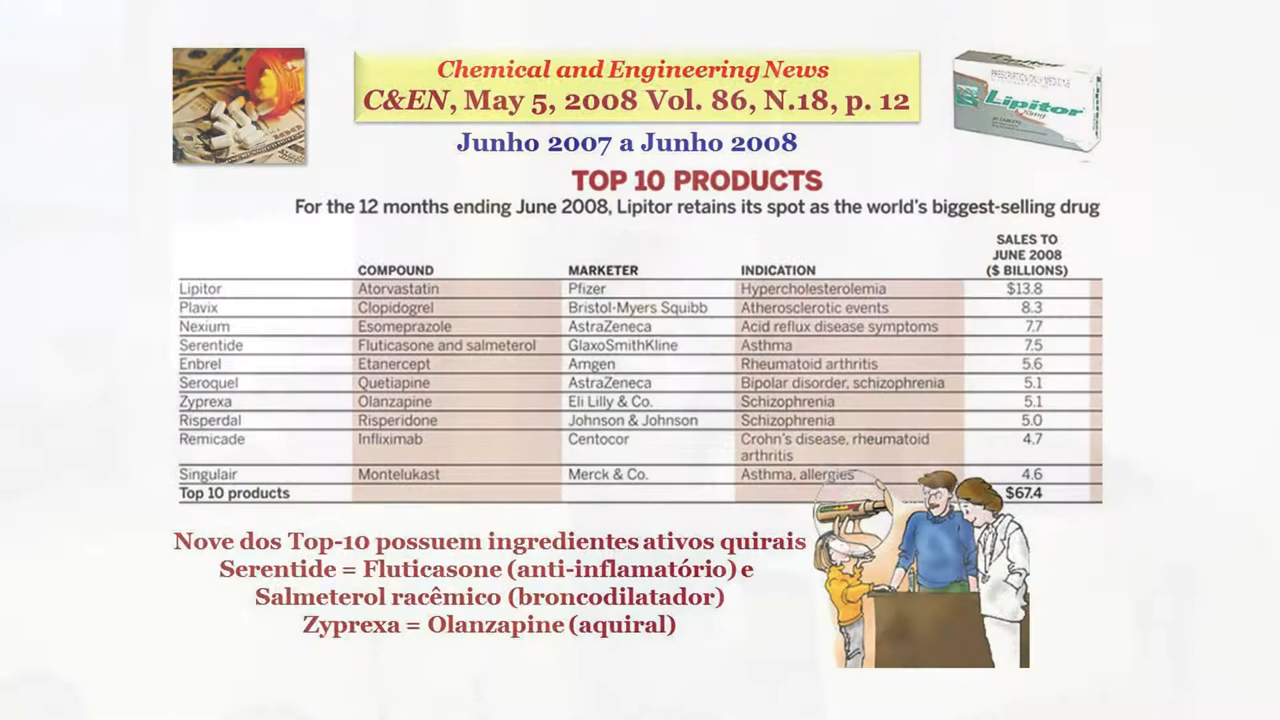 Chemical and Engineering News
C&EN, May 5, 2008 Vol. 86, N.18, p. 12
Lipitor
PRESCRIPTION ONLY MEDICINE
Lipitor
Junho 2007 a Junho 2008
TOP 10 PRODUCTS
For the 12 months ending June 2008, Lipitor retains its spot as the world's biggest-selling drug
SALES TO
JUNE 2008
COMPOUND MARKETER INDICATION ($ BILLIONS)
Lipitor Atorvastatin Pfizer Hypercholesterolemia $13.8
Plavix Clopidogrel Bristol-Myers Squibb Atherosclerotic events 8.3
Nexium Esomeprazole AstraZeneca Acid reflux disease symptoms 7.7
Serentide Fluticasone and salmeterol GlaxoSmithKline Asthma 7.5
Enbrel Etanercept Amgen Rheumatoid arthritis 5.6
Seroquel Quetiapine AstraZeneca Bipolar disorder, schizophrenia 5.1
Zyprexa Olanzapine Eli Lilly & Co. Schizophrenia 5.1
Risperdal Risperidone Johnson & Johnson Schizophrenia 5.0
Remicade Infliximab Centocor Crohn's disease, rheumatoid 4.7
arthritis
Singulair Montelukast Merck & Co. Asthma, allergies 4.6
Top 10 products $67.4
Nove dos Top-10 possuem ingredientes ativos quirais
Serentide = Fluticasone (anti-inflamatório) e
Salmeterol racêmico (broncodilatador)
Zyprexa = Olanzapine (aquiral)